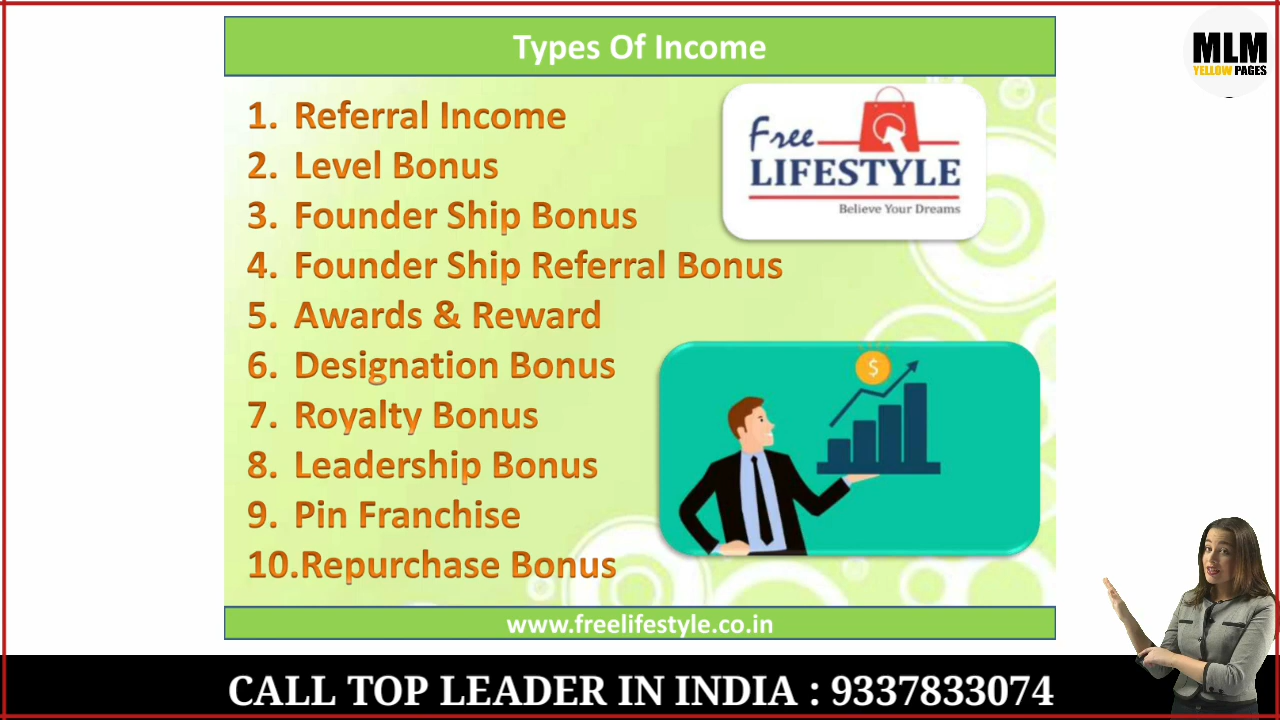 Types Of Income
MLM
YELLOW PAGES
1. Referral Income
2. Level Bonus
3. Founder Ship Bonus
4. Founder Ship Referral Bonus
5. Awards & Reward
6. Designation Bonus
7. Royalty Bonus
8. Leadership Bonus
9. Pin Franchise
10.Repurchase Bonus
Free
LIFESTYLE
Believe Your Dreams
$
www.freelifestyle.co.in
CALL TOP LEADER IN INDIA : 9337833074